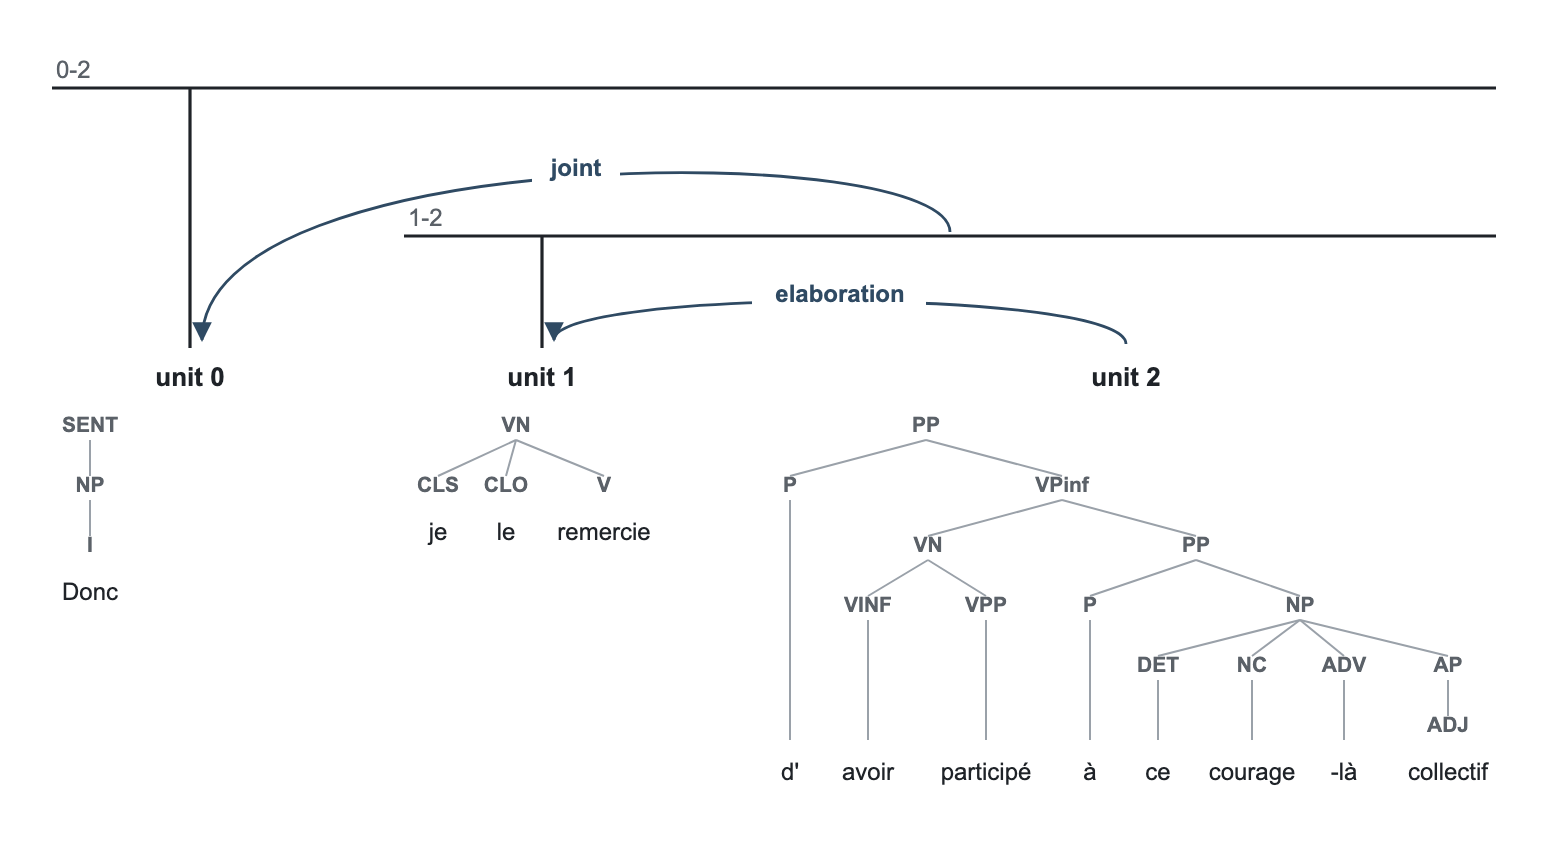 0-2
joint
1-2
elaboration
unit 0 unit 1 unit 2
SENT VN PP
NP CLS CLO V P VPinf
je le remercie
I VN PP
Donc VINF VPP P NP
DET NC ADV AP
ADJ
d' avoir participé à ce courage -là collectif